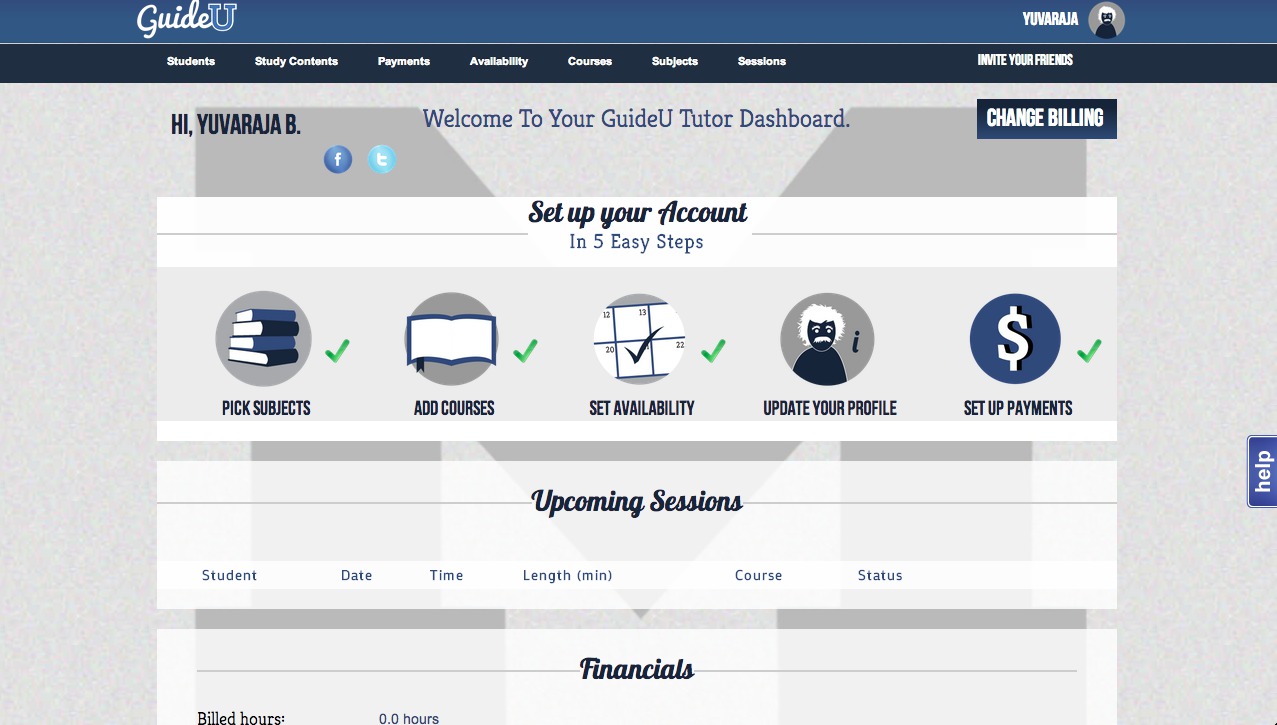 GuideU
YUVARAJA
Students Study Contents Payments Availability Courses Subjects Sessions INVITE YOUR FRIENDS
HI, YUVARAJA B.
Welcome To Your GuideU Tutor Dashboard.
CHANGE BILLING
f t
Set up your Account
In 5 Easy Steps
12 13
20 22
i
$
PICK SUBJECTS ADD COURSES SET AVAILABILITY UPDATE YOUR PROFILE SET UP PAYMENTS
help
Upcoming Sessions
Student Date Time Length (min) Course Status
Financials
Billed hours: 0.0 hours